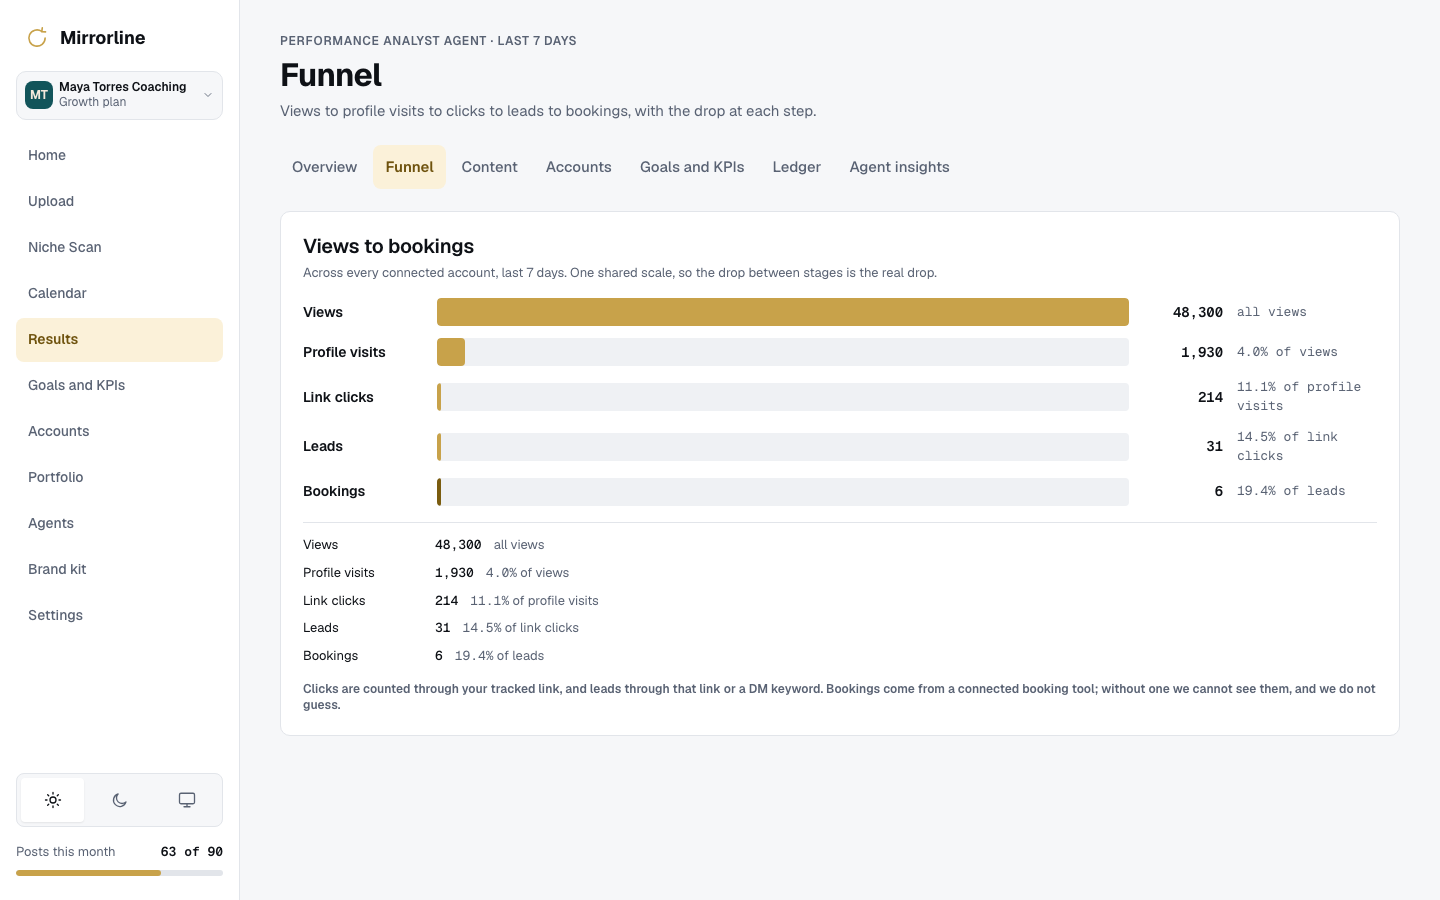 Mirrorline
MT
Maya Torres Coaching
Growth plan
Home
Upload
Niche Scan
Calendar
Results
Goals and KPIs
Accounts
Portfolio
Agents
Brand kit
Settings
Posts this month
63 of 90
PERFORMANCE ANALYST AGENT · LAST 7 DAYS
Funnel
Views to profile visits to clicks to leads to bookings, with the drop at each step.
Overview
Funnel
Content
Accounts
Goals and KPIs
Ledger
Agent insights
Views to bookings
Across every connected account, last 7 days. One shared scale, so the drop between stages is the real drop.
Views 48,300 all views
Profile visits 1,930 4.0% of views
Link clicks 214 11.1% of profile
visits
Leads 31 14.5% of link
clicks
Bookings 6 19.4% of leads
Views 48,300 all views
Profile visits 1,930 4.0% of views
Link clicks 214 11.1% of profile visits
Leads 31 14.5% of link clicks
Bookings 6 19.4% of leads
Clicks are counted through your tracked link, and leads through that link or a DM keyword. Bookings come from a connected booking tool; without one we cannot see them, and we do not
guess.